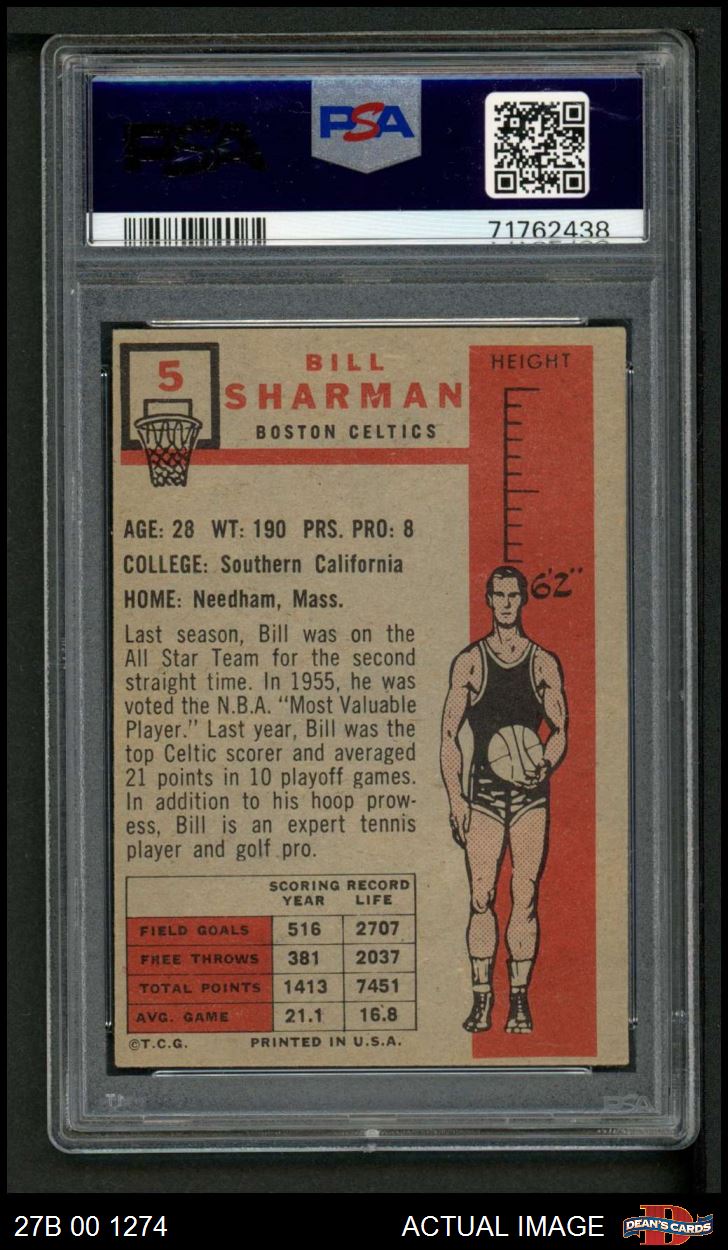 PSA
PSA
71762438
5
BILL
SHARMAN
BOSTON CELTICS
HEIGHT
6'2"
AGE: 28 WT: 190 PRS. PRO: 8
COLLEGE: Southern California
HOME: Needham, Mass.
Last season, Bill was on the
All Star Team for the second
straight time. In 1955, he was
voted the N.B.A. “Most Valuable
Player.” Last year, Bill was the
top Celtic scorer and averaged
21 points in 10 playoff games.
In addition to his hoop prow-
ess, Bill is an expert tennis
player and golf pro.
SCORING RECORD
YEAR LIFE
FIELD GOALS 516 2707
FREE THROWS 381 2037
TOTAL POINTS 1413 7451
AVG. GAME 21.1 16.8
©T.C.G. PRINTED IN U.S.A.
PSA
27B 00 1274 ACTUAL IMAGE DEAN'S CARDS